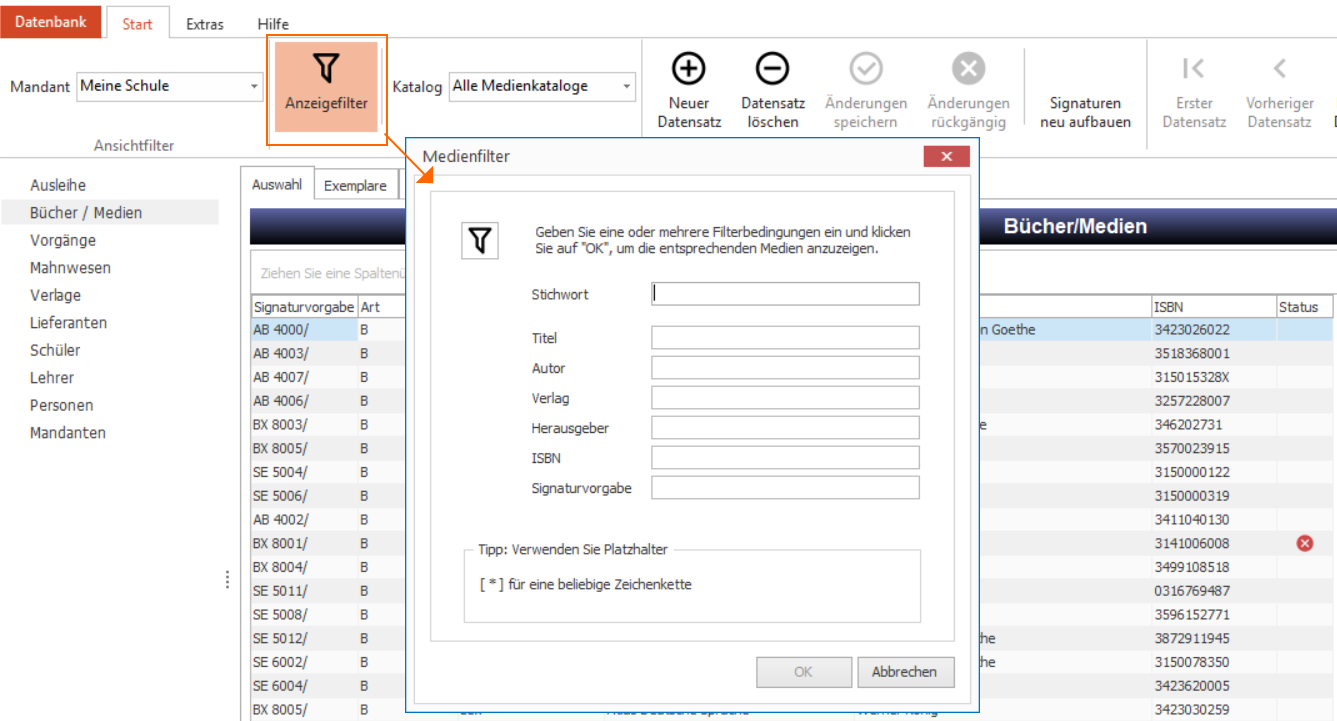 Datenbank Start Extras Hilfe
Mandant Meine Schule Anzeigefilter Katalog Alle Medienkataloge
Neuer Datensatz
Datensatz löschen
Änderungen speichern
Änderungen rückgängig
Signaturen neu aufbauen
Erster Datensatz
Vorheriger Datensatz
Ansichtfilter
Ausleihe
Bücher / Medien
Vorgänge
Mahnwesen
Verlage
Lieferanten
Schüler
Lehrer
Personen
Mandanten
Auswahl Exemplare
Bücher/Medien
Ziehen Sie eine
Signaturvorgabe Art ISBN Status
AB 4000/ B Goethe 3423026022
AB 4003/ B 3518368001
AB 4007/ B 315015328X
AB 4006/ B 3257228007
BX 8003/ B 346202731
BX 8005/ B 3570023915
SE 5004/ B 3150000122
SE 5006/ B 3150000319
AB 4002/ B 3411040130
BX 8001/ B 3141006008
BX 8004/ B 3499108518
SE 5011/ B 0316769487
SE 5008/ B 3596152771
SE 5012/ B 3872911945
SE 6002/ B 3150078350
SE 6004/ B 3423620005
BX 8005/ B 3423030259
Medienfilter
Geben Sie eine oder mehrere Filterbedingungen ein und klicken
Sie auf "OK", um die entsprechenden Medien anzuzeigen.
Stichwort
Titel
Autor
Verlag
Herausgeber
ISBN
Signaturvorgabe
Tipp: Verwenden Sie Platzhalter
[ * ] für eine beliebige Zeichenkette
OK Abbrechen